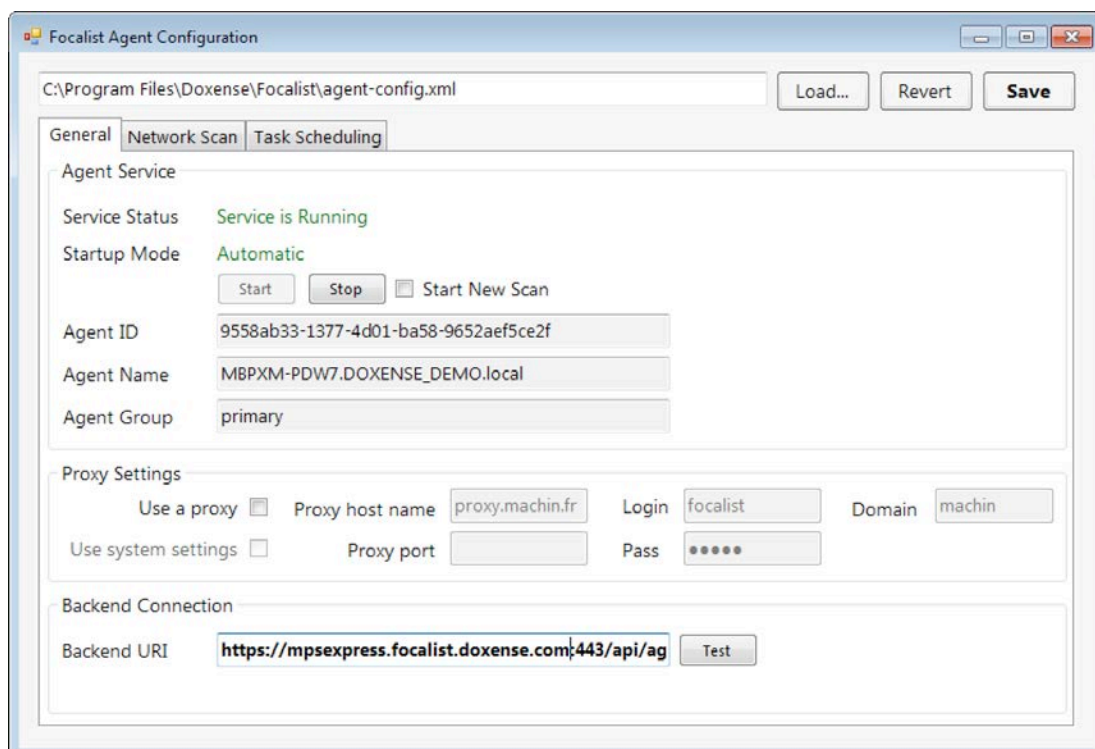 Focalist Agent Configuration
C:\Program Files\Doxense\Focalist\agent-config.xml Load... Revert Save
General Network Scan Task Scheduling
Agent Service
Service Status Service is Running
Startup Mode Automatic
Start Stop Start New Scan
Agent ID 9558ab33-1377-4d01-ba58-9652aef5ce2f
Agent Name MBPXM-PDW7.DOXENSE_DEMO.local
Agent Group primary
Proxy Settings
Use a proxy Proxy host name proxy.machin.fr Login focalist Domain machin
Use system settings Proxy port Pass •••••
Backend Connection
Backend URI https://mpsexpress.focalist.doxense.com:443/api/ag Test